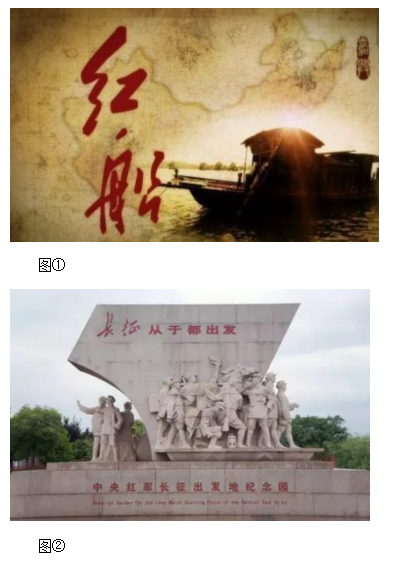 红船
图①
长征 从于都出发
中央红军长征出发地纪念园
Memorial Garden for the Long March Starting Point of the Central Red Army
图②